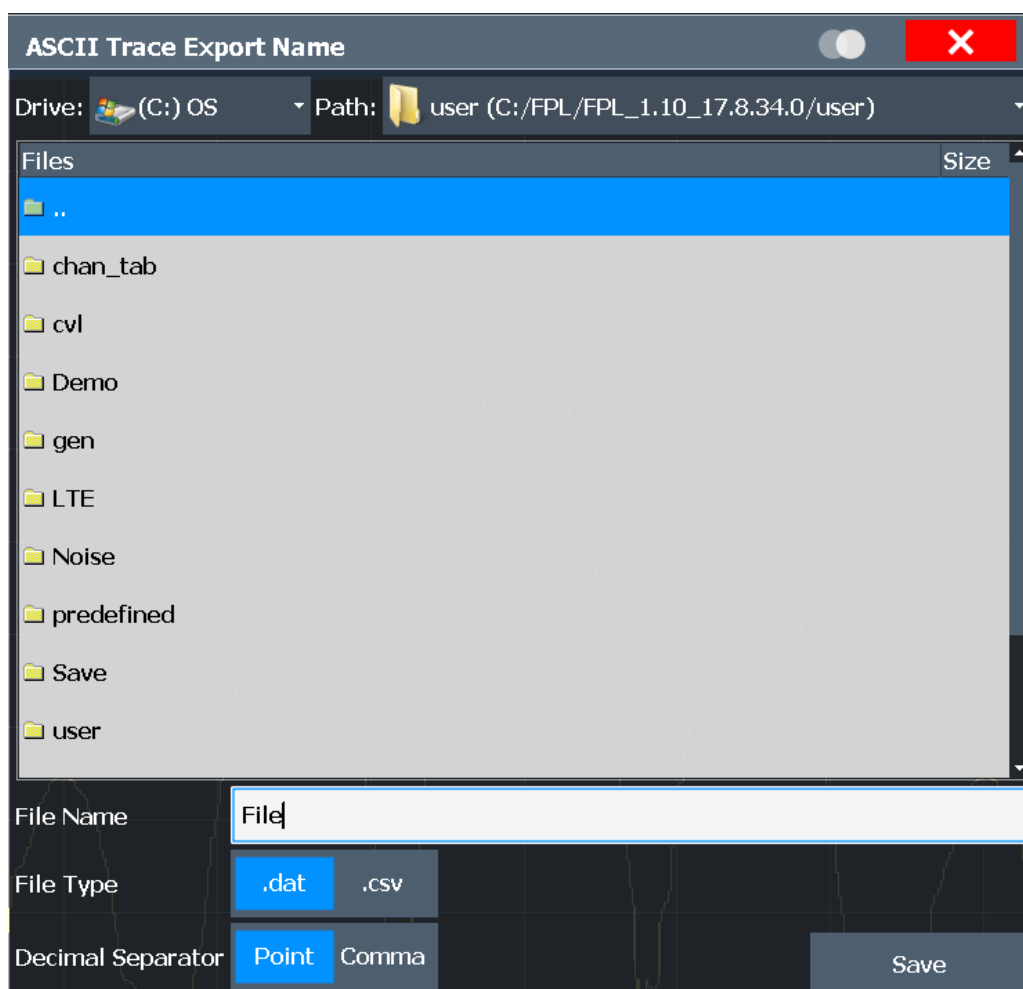 ASCII Trace Export Name
Drive: (C:) OS Path: user (C:/FPL/FPL_1.10_17.8.34.0/user)
Files Size
..
chan_tab
cvl
Demo
gen
LTE
Noise
predefined
Save
user
File Name File
File Type .dat .csv
Decimal Separator Point Comma Save